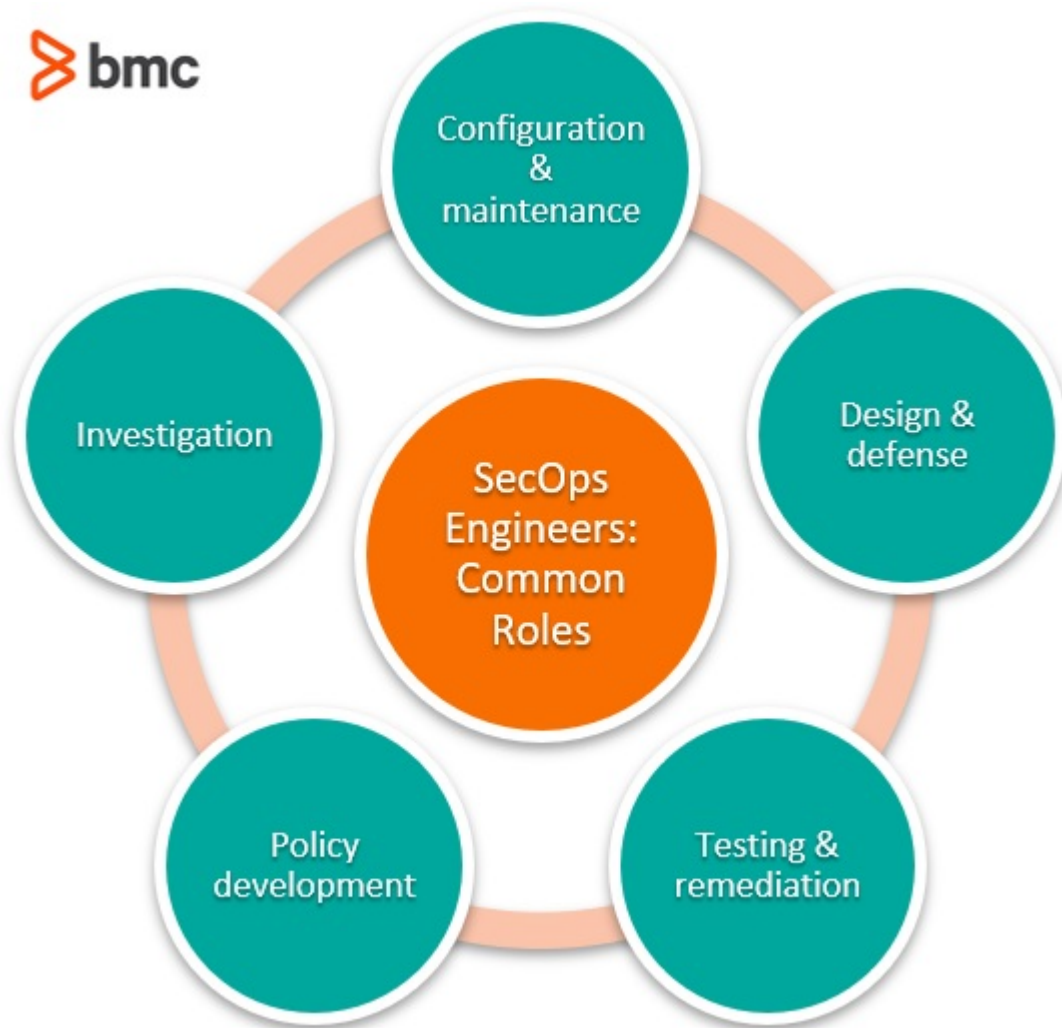 bmc
Configuration
&
maintenance
Design &
defense
Testing &
remediation
Policy
development
Investigation
SecOps
Engineers:
Common
Roles